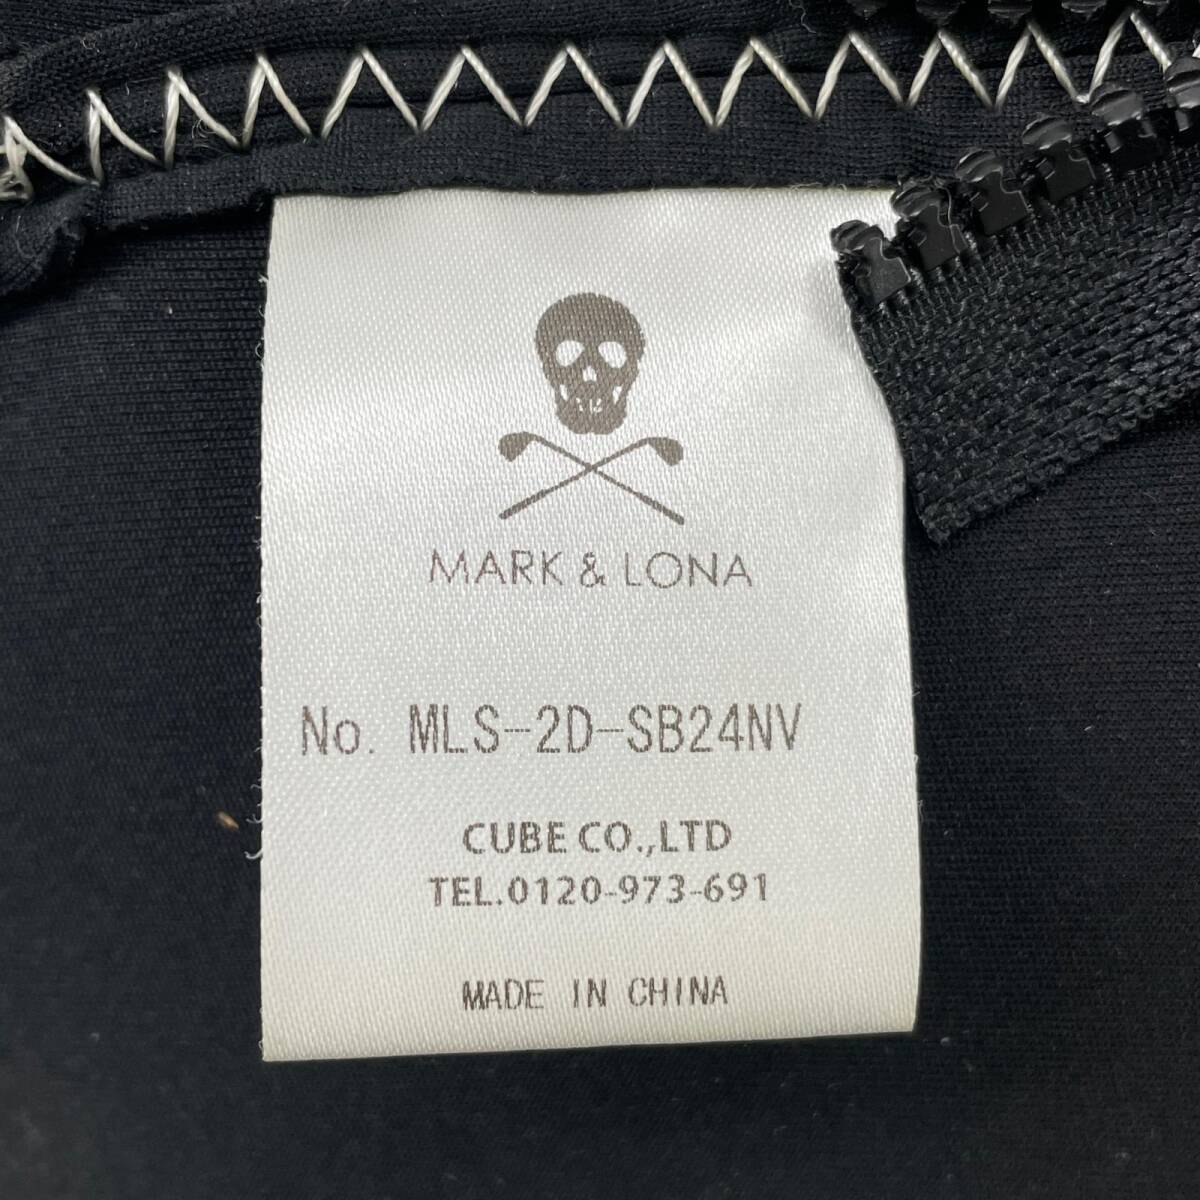 MARK & LONA
No. MLS-2D-SB24NV
CUBE CO.,LTD
TEL.0120-973-691
MADE IN CHINA